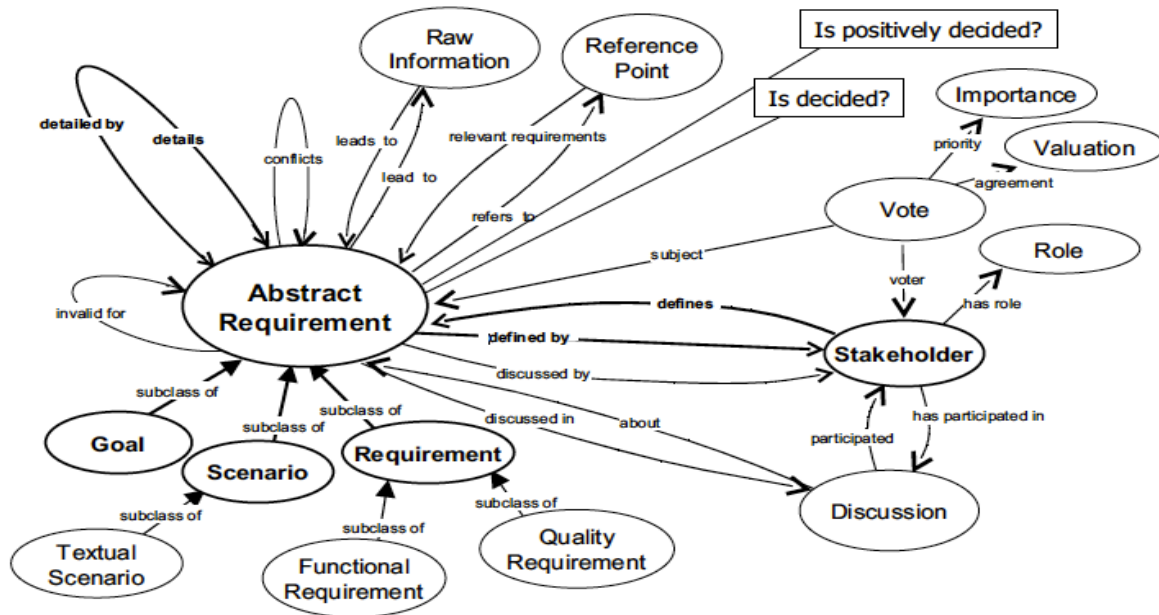 Is positively decided?
Raw
Information
Reference
Point
Is decided?
Importance
detailed by
details
conflicts
leads to
lead to
relevant requirements
refers to
priority
Valuation
agreement
Vote
subject
voter
Role
has role
invalid for
Abstract
Requirement
defines
defined by
Stakeholder
discussed by
subclass of
subclass of
subclass of
discussed in
about
participated
has participated in
Goal
Scenario
Requirement
subclass of
subclass of
subclass of
Discussion
Textual
Scenario
Functional
Requirement
Quality
Requirement